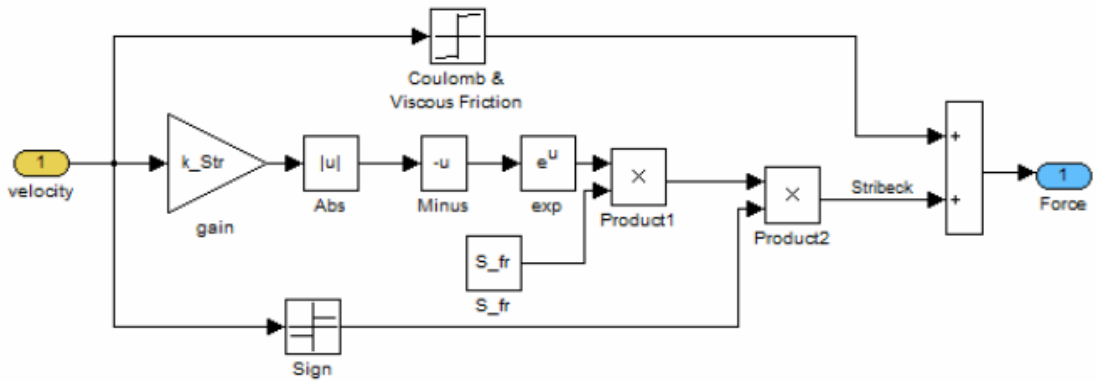 Coulomb &
Viscous Friction
1
velocity
k_Str
gain
|u|
Abs
-u
Minus
e^u
exp
×
Product1
S_fr
S_fr
×
Product2
Stribeck
+
+
1
Force
Sign